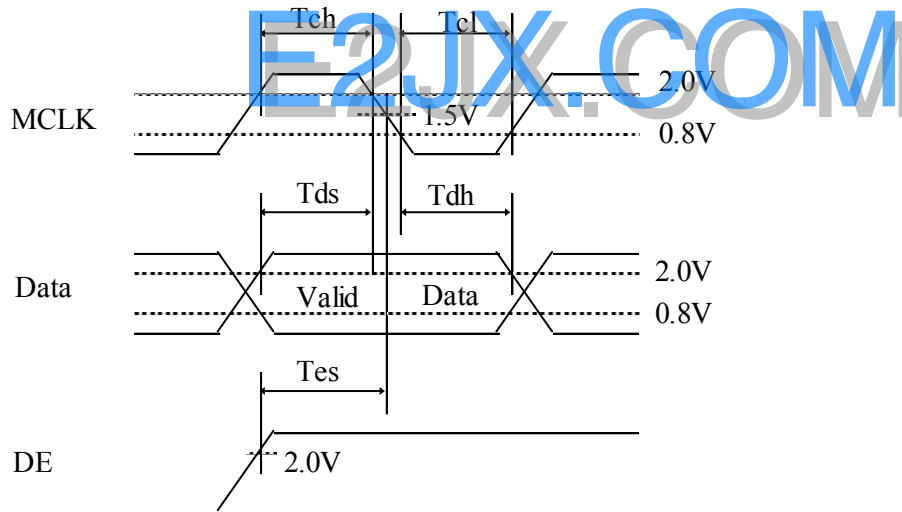 E2JX.COM
Tch Tcl
2.0V
MCLK
1.5V
0.8V
Tds Tdh
2.0V
Data
Valid Data
0.8V
Tes
DE
2.0V